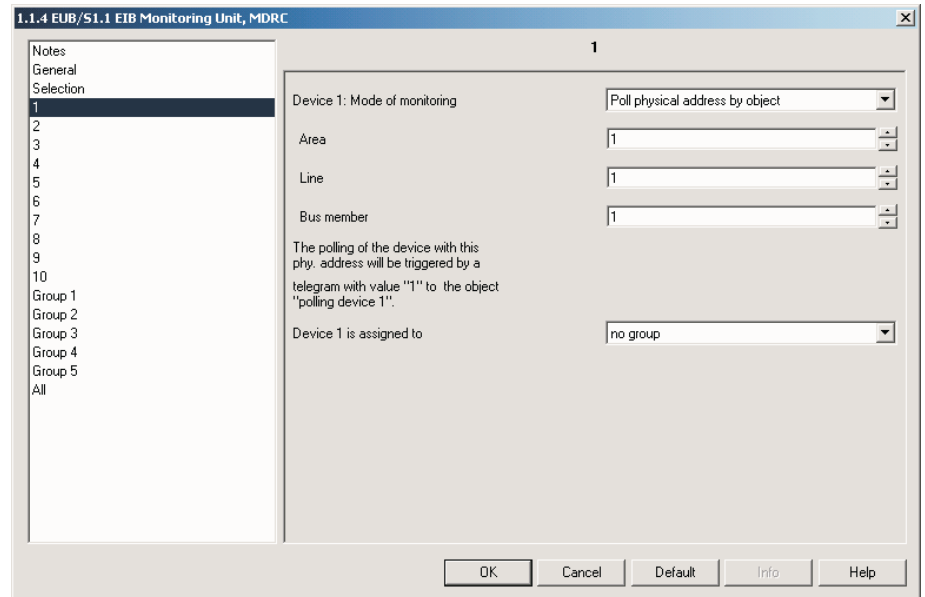 1.1.4 EUB/S1.1 EIB Monitoring Unit, MDRC
Notes
General
Selection
1
2
3
4
5
6
7
8
9
10
Group 1
Group 2
Group 3
Group 4
Group 5
All
1
Device 1: Mode of monitoring
Poll physical address by object
Area
1
Line
1
Bus member
1
The polling of the device with this
phy. address will be triggered by a
telegram with value "1" to the object
"polling device 1".
Device 1 is assigned to
no group
OK
Cancel
Default
Info
Help